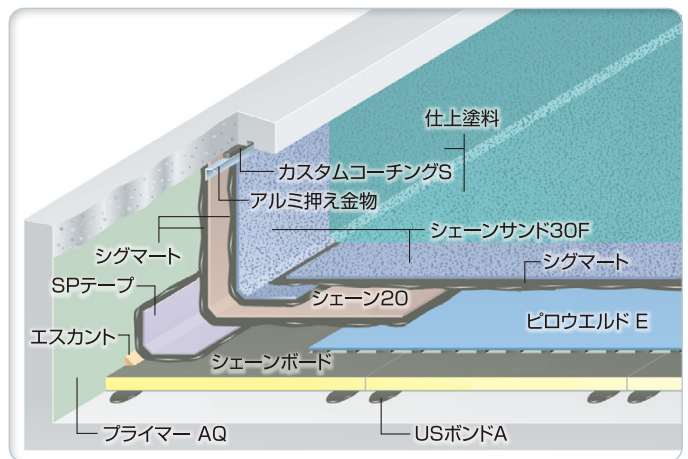 仕上塗料
カスタムコーチングS
アルミ押え金物
シェーンサンド30F
シグマート
シグマート
SPテープ
シェーン20
ピロウエルド E
エスカント
シェーンボード
プライマー AQ
USボンドA